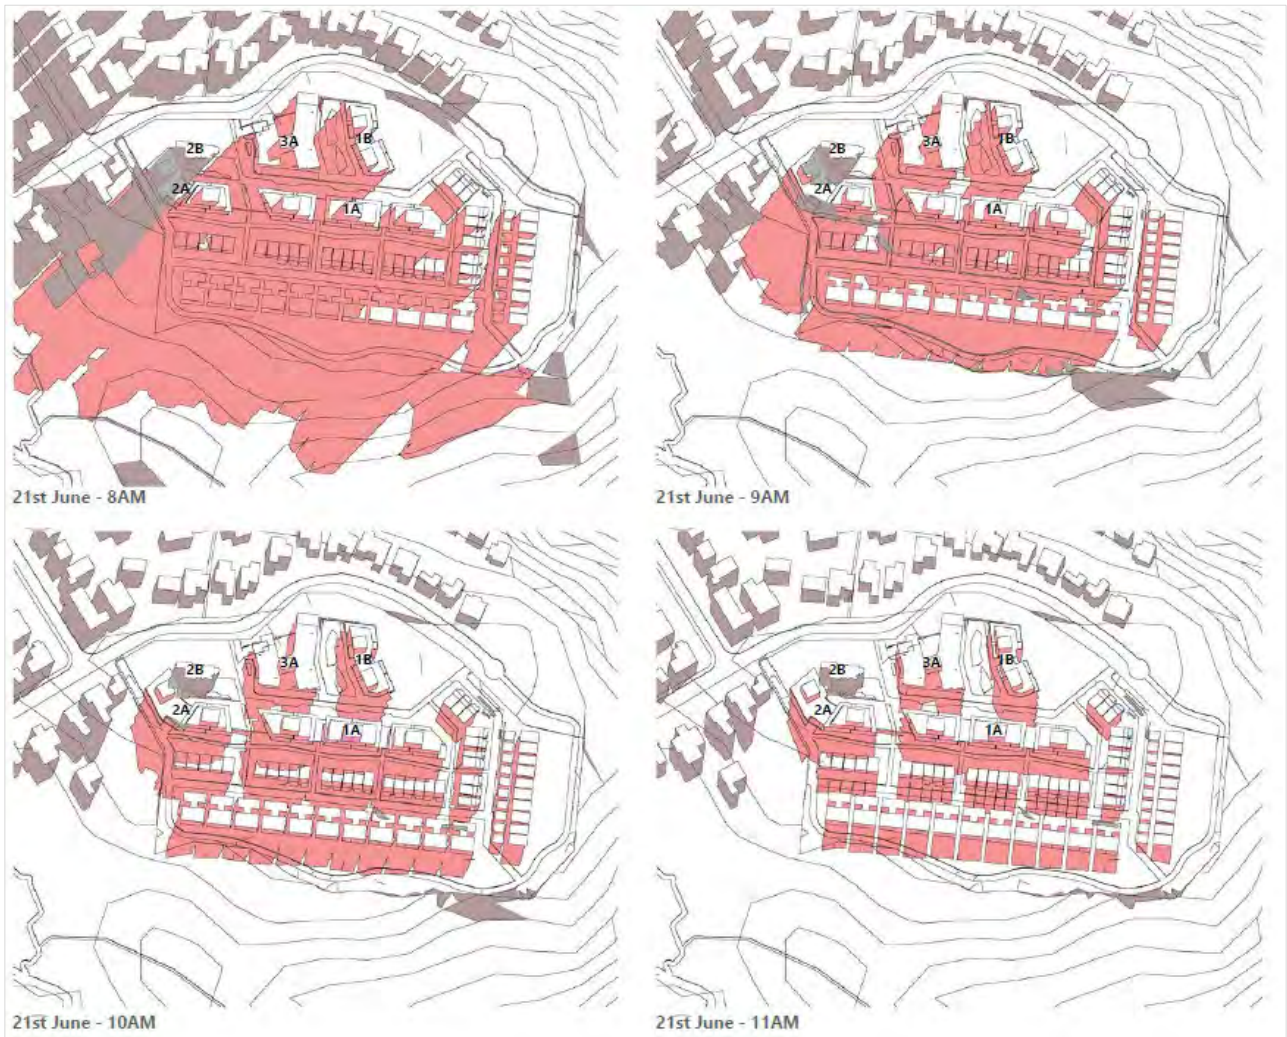 2B
3A
1B
2A
1A
2B
3A
1B
2A
1A
21st June - 8AM
21st June - 9AM
2B
3A
1B
2A
1A
2B
3A
1B
2A
1A
21st June - 10AM
21st June - 11AM